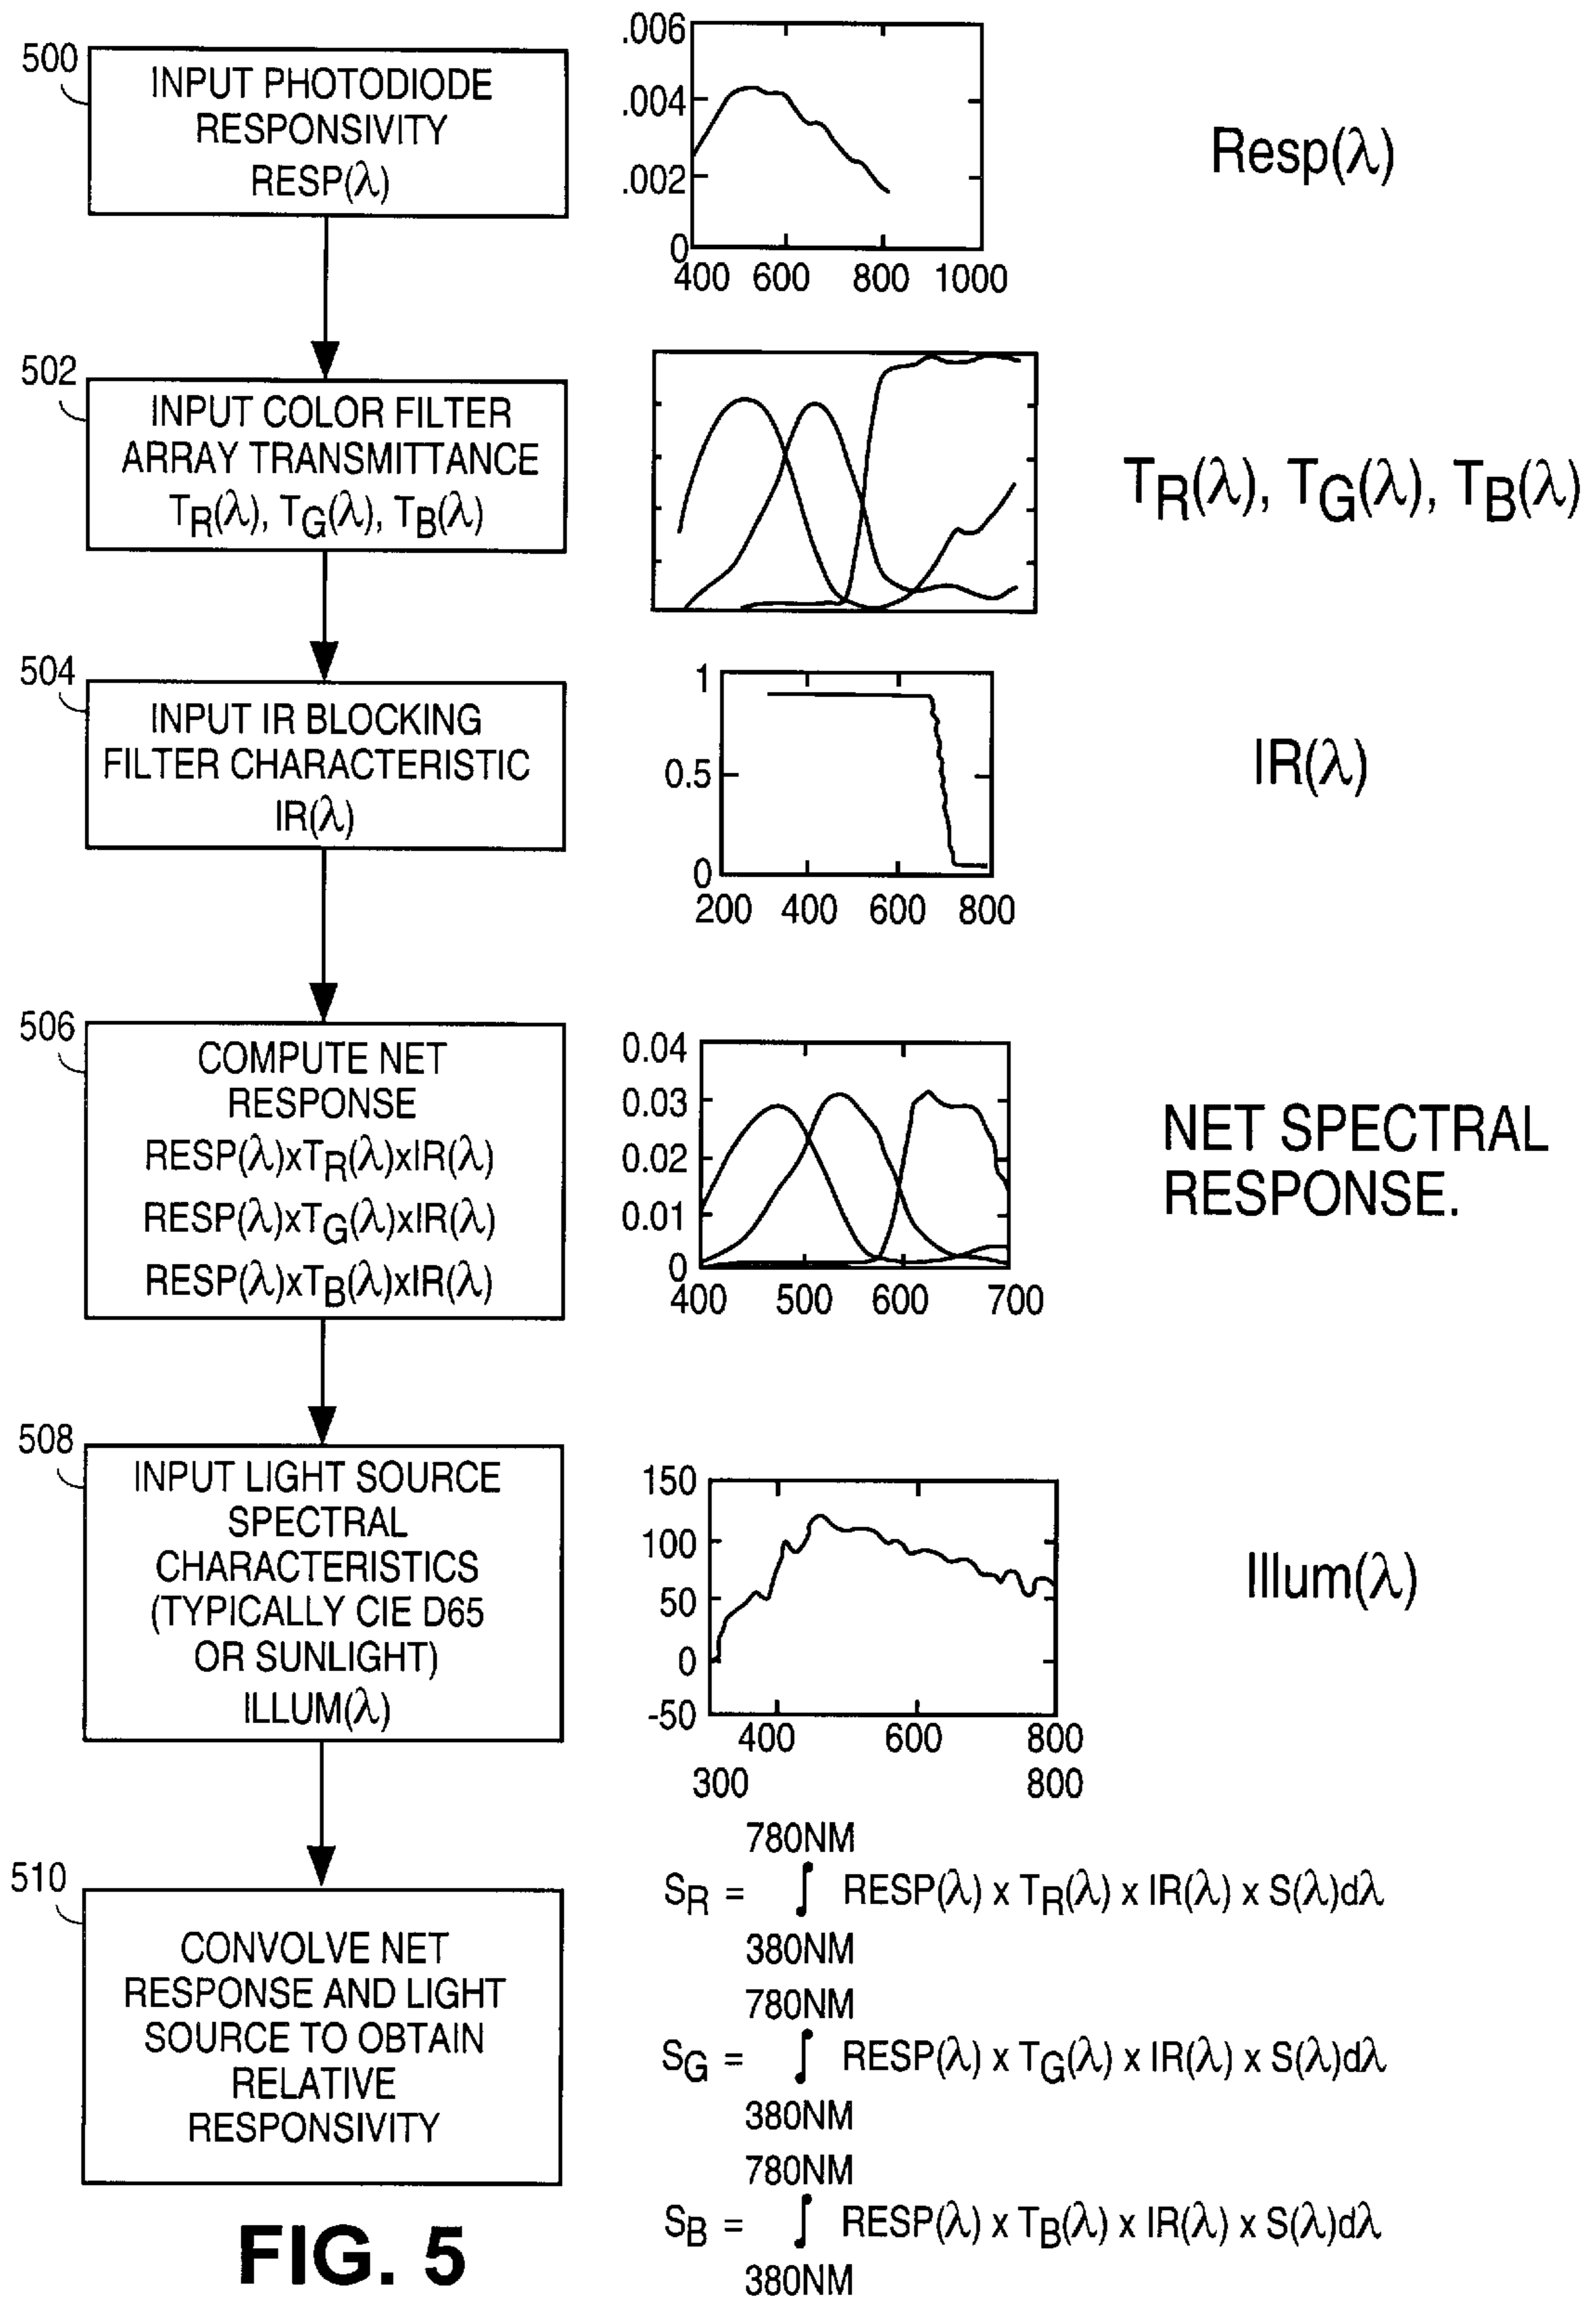 500
INPUT PHOTODIODE
RESPONSIVITY
RESP(λ)
.006
.004
.002
0
400 600 800 1000
Resp(λ)
502
INPUT COLOR FILTER
ARRAY TRANSMITTANCE
TR(λ), TG(λ), TB(λ)
TR(λ), TG(λ), TB(λ)
504
INPUT IR BLOCKING
FILTER CHARACTERISTIC
IR(λ)
1
0.5
0
200 400 600 800
IR(λ)
506
COMPUTE NET
RESPONSE
RESP(λ)xTR(λ)xIR(λ)
RESP(λ)xTG(λ)xIR(λ)
RESP(λ)xTB(λ)xIR(λ)
0.04
0.03
0.02
0.01
0
400 500 600 700
NET SPECTRAL
RESPONSE.
508
INPUT LIGHT SOURCE
SPECTRAL
CHARACTERISTICS
(TYPICALLY CIE D65
OR SUNLIGHT)
ILLUM(λ)
150
100
50
0
-50
400 600 800
300 800
Illum(λ)
510
CONVOLVE NET
RESPONSE AND LIGHT
SOURCE TO OBTAIN
RELATIVE
RESPONSIVITY
780NM
SR = ∫ RESP(λ) x TR(λ) x IR(λ) x S(λ)dλ
380NM
780NM
SG = ∫ RESP(λ) x TG(λ) x IR(λ) x S(λ)dλ
380NM
780NM
SB = ∫ RESP(λ) x TB(λ) x IR(λ) x S(λ)dλ
380NM
FIG. 5